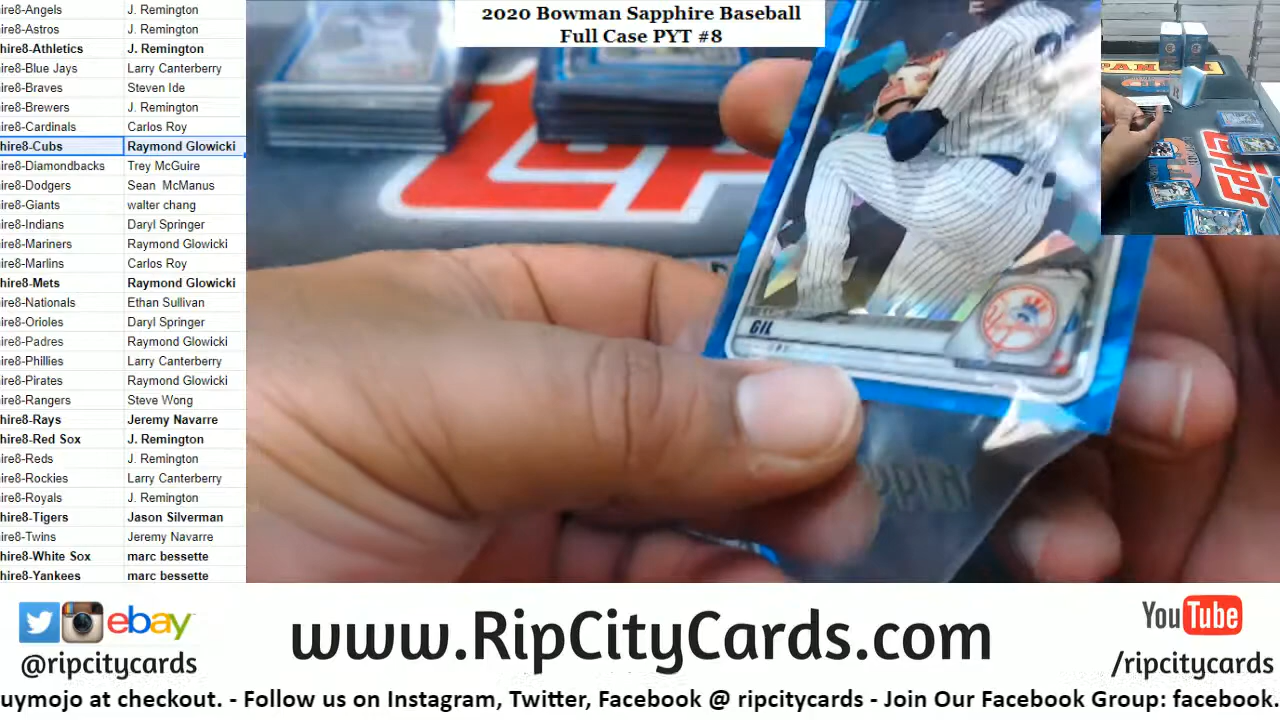 2020 Bowman Sapphire Baseball
Full Case PYT #8
ire8-Angels J. Remington
ire8-Astros J. Remington
hire8-Athletics J. Remington
ire8-Blue Jays Larry Canterberry
ire8-Braves Steven Ide
ire8-Brewers J. Remington
ire8-Cardinals Carlos Roy
hire8-Cubs Raymond Glowicki
ire8-Diamondbacks Trey McGuire
ire8-Dodgers Sean McManus
ire8-Giants walter chang
ire8-Indians Daryl Springer
ire8-Mariners Raymond Glowicki
ire8-Marlins Carlos Roy
hire8-Mets Raymond Glowicki
ire8-Nationals Ethan Sullivan
ire8-Orioles Daryl Springer
ire8-Padres Raymond Glowicki
ire8-Phillies Larry Canterberry
ire8-Pirates Raymond Glowicki
ire8-Rangers Steve Wong
hire8-Rays Jeremy Navarre
hire8-Red Sox J. Remington
ire8-Reds J. Remington
ire8-Rockies Larry Canterberry
ire8-Royals J. Remington
hire8-Tigers Jason Silverman
ire8-Twins Jeremy Navarre
hire8-White Sox marc bessette
hire8-Yankees marc bessette
GIL
TOPPS
ebay
@ripcitycards
www.RipCityCards.com
YouTube
/ripcitycards
uymojo at checkout. - Follow us on Instagram, Twitter, Facebook @ ripcitycards - Join Our Facebook Group: facebook.